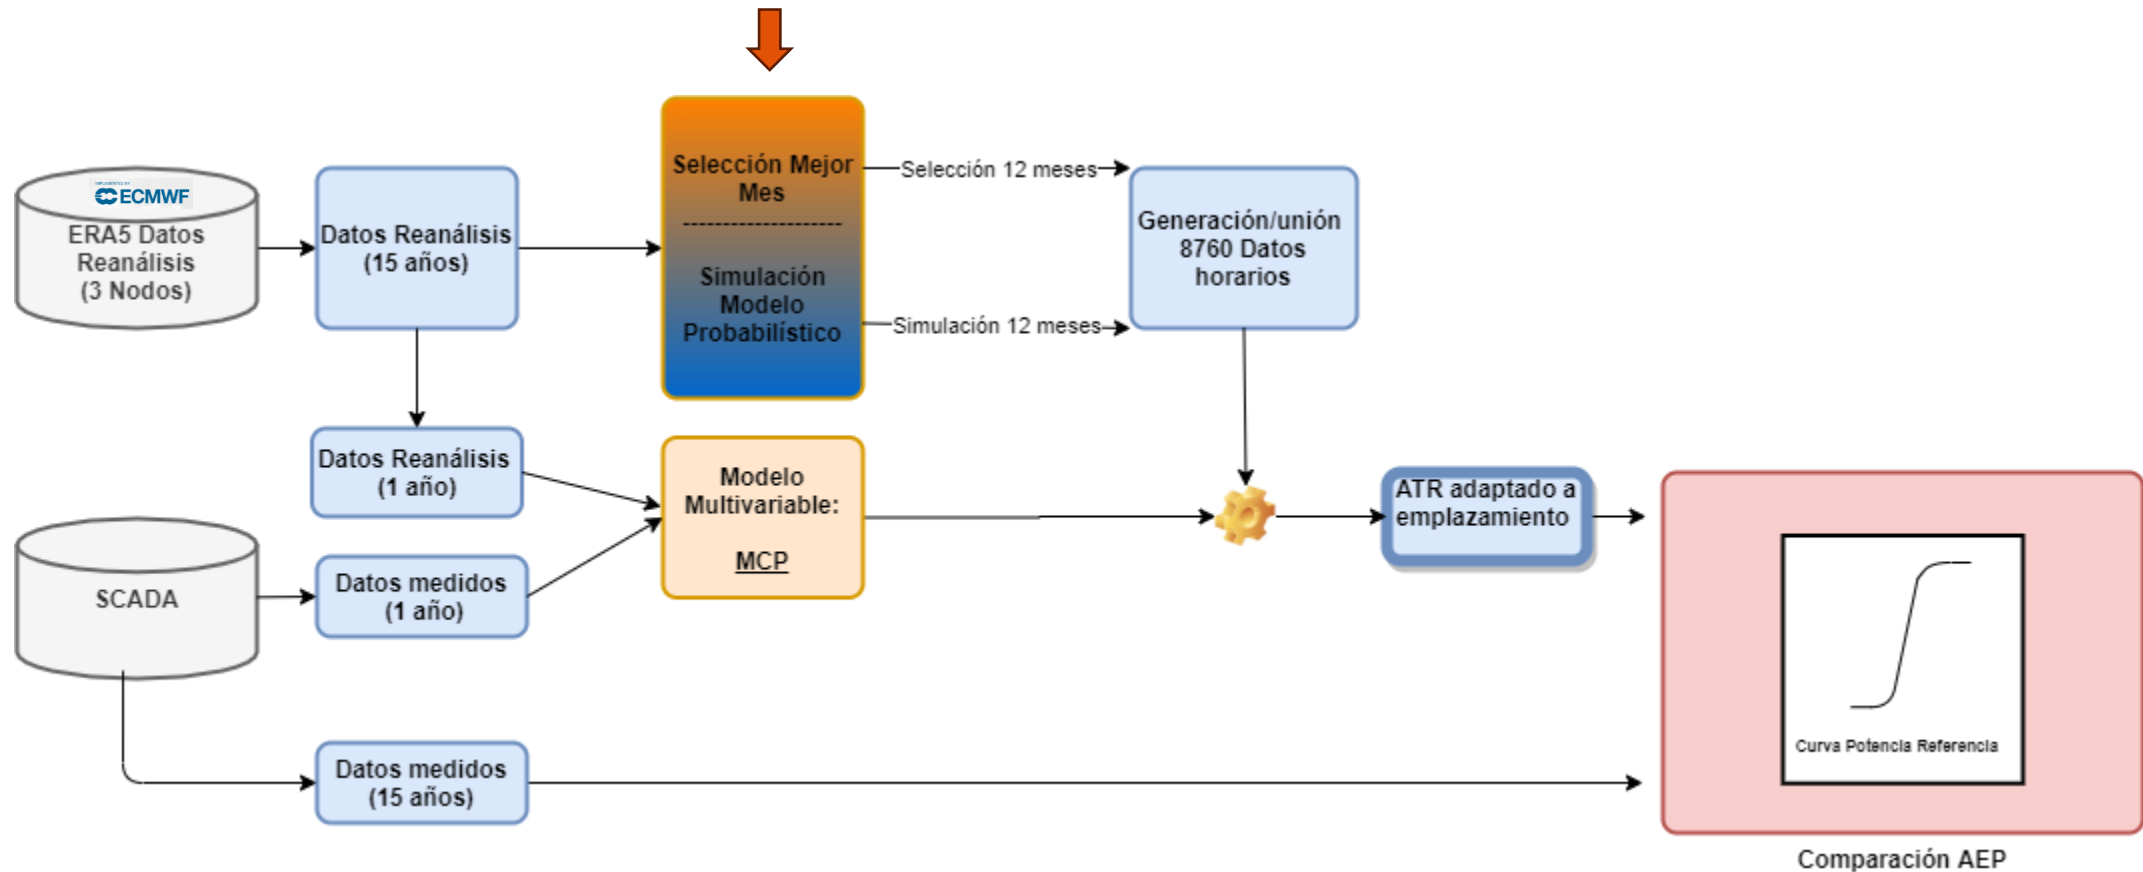 IMPLEMENTED BY
ECMWF
ERA5 Datos
Reanálisis
(3 Nodos)
Datos Reanálisis
(15 años)
Selección Mejor
Mes
--------------------
Simulación
Modelo
Probabilístico
Selección 12 meses
Simulación 12 meses
Generación/unión
8760 Datos
horarios
Datos Reanálisis
(1 año)
Modelo
Multivariable:
MCP
ATR adaptado a
emplazamiento
SCADA
Datos medidos
(1 año)
Datos medidos
(15 años)
Curva Potencia Referencia
Comparación AEP